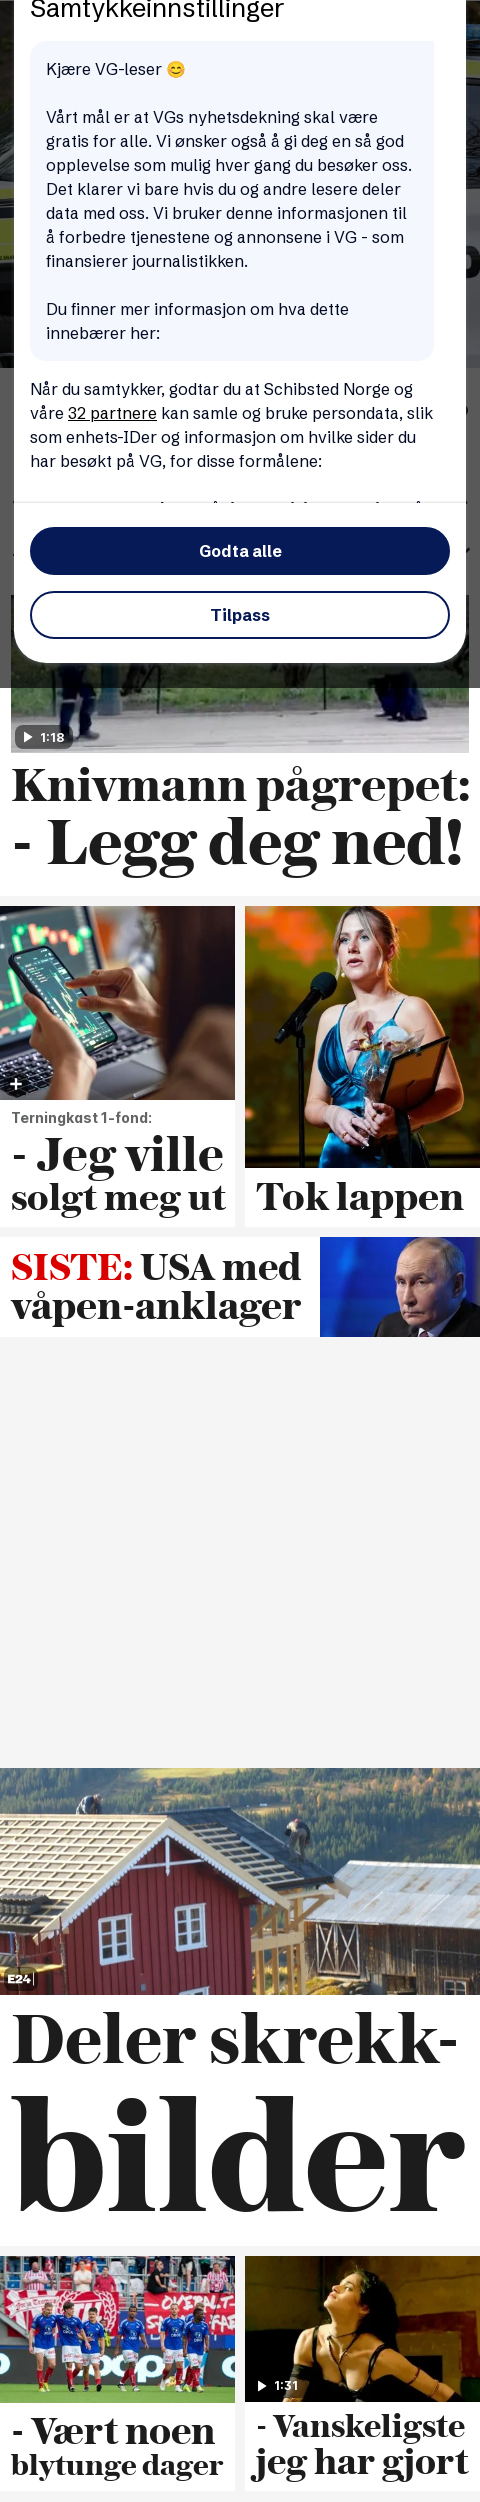 Samtykkeinnstillinger
Kjære VG-leser 😊
Vårt mål er at VGs nyhetsdekning skal være
gratis for alle. Vi ønsker også å gi deg en så god
opplevelse som mulig hver gang du besøker oss.
Det klarer vi bare hvis du og andre lesere deler
data med oss. Vi bruker denne informasjonen til
å forbedre tjenestene og annonsene i VG - som
finansierer journalistikken.
Du finner mer informasjon om hva dette
innebærer her:
Når du samtykker, godtar du at Schibsted Norge og
våre 32 partnere kan samle og bruke persondata, slik
som enhets-IDer og informasjon om hvilke sider du
har besøkt på VG, for disse formålene:
Godta alle
Tilpass
1:18
Knivmann pågrepet:
- Legg deg ned!
Terningkast 1-fond:
- Jeg ville
solgt meg ut
Tok lappen
SISTE: USA med
våpen-anklager
E24
Deler skrekk-
bilder
1:31
- Vært noen
blytunge dager
- Vanskeligste
jeg har gjort